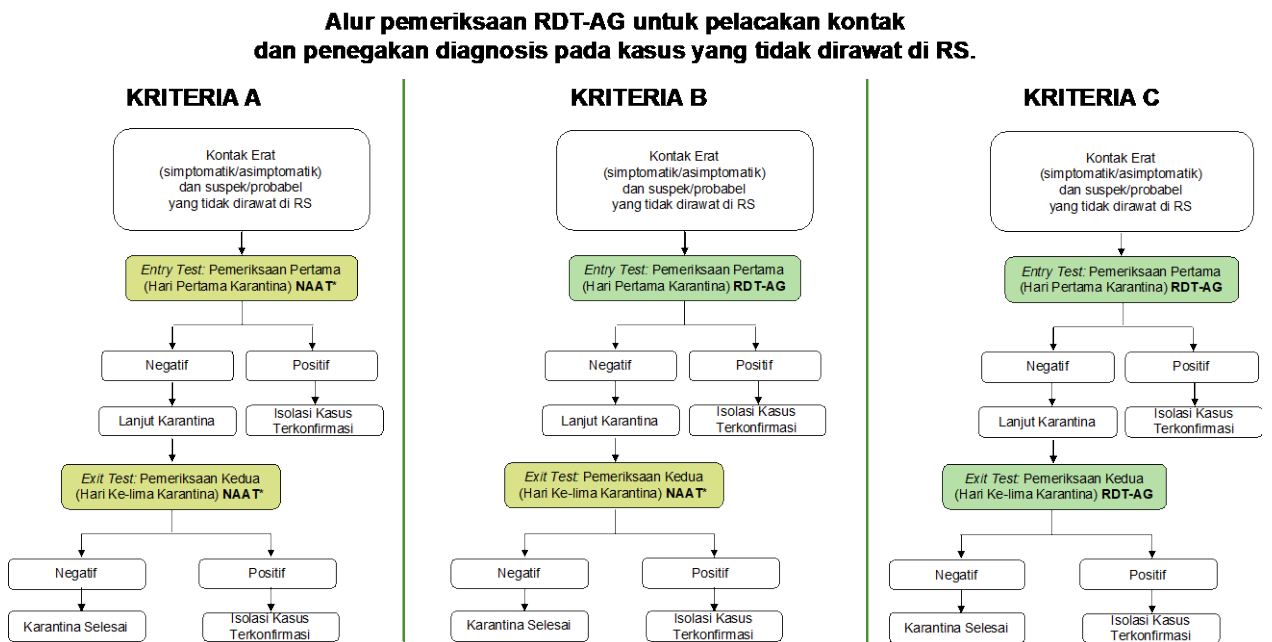 Alur pemeriksaan RDT-AG untuk pelacakan kontak
dan penegakan diagnosis pada kasus yang tidak dirawat di RS.
KRITERIA A
Kontak Erat
(simptomatik/asimptomatik)
dan suspek/probabel
yang tidak dirawat di RS
Entry Test: Pemeriksaan Pertama
(Hari Pertama Karantina) NAAT*
Negatif
Positif
Lanjut Karantina
Isolasi Kasus
Terkonfirmasi
Exit Test: Pemeriksaan Kedua
(Hari Ke-lima Karantina) NAAT*
Negatif
Positif
Karantina Selesai
Isolasi Kasus
Terkonfirmasi
KRITERIA B
Kontak Erat
(simptomatik/asimptomatik)
dan suspek/probabel
yang tidak dirawat di RS
Entry Test: Pemeriksaan Pertama
(Hari Pertama Karantina) RDT-AG
Negatif
Positif
Lanjut Karantina
Isolasi Kasus
Terkonfirmasi
Exit Test: Pemeriksaan Kedua
(Hari Ke-lima Karantina) NAAT*
Negatif
Positif
Karantina Selesai
Isolasi Kasus
Terkonfirmasi
KRITERIA C
Kontak Erat
(simptomatik/asimptomatik)
dan suspek/probabel
yang tidak dirawat di RS
Entry Test: Pemeriksaan Pertama
(Hari Pertama Karantina) RDT-AG
Negatif
Positif
Lanjut Karantina
Isolasi Kasus
Terkonfirmasi
Exit Test: Pemeriksaan Kedua
(Hari Ke-lima Karantina) RDT-AG
Negatif
Positif
Karantina Selesai
Isolasi Kasus
Terkonfirmasi